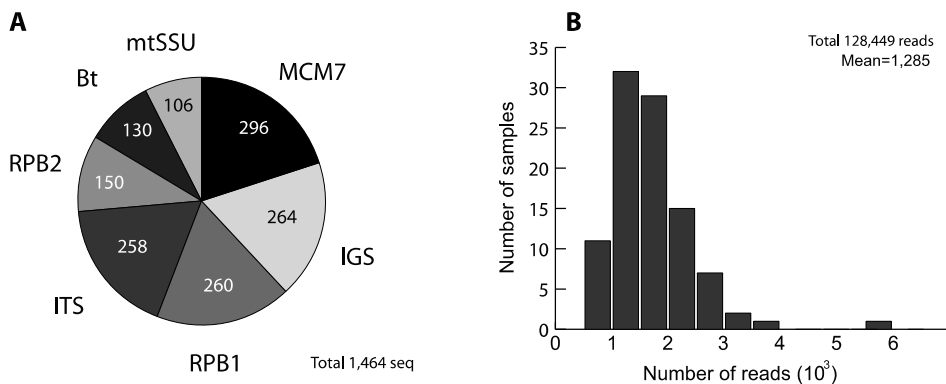 A
mtSSU
MCM7
Bt
RPB2
ITS
RPB1
IGS
106
296
130
150
264
258
260
Total 1,464 seq
B
Total 128,449 reads
Mean=1,285
Number of samples
35
30
25
20
15
10
5
0
0 1 2 3 4 5 6
Number of reads (10³)